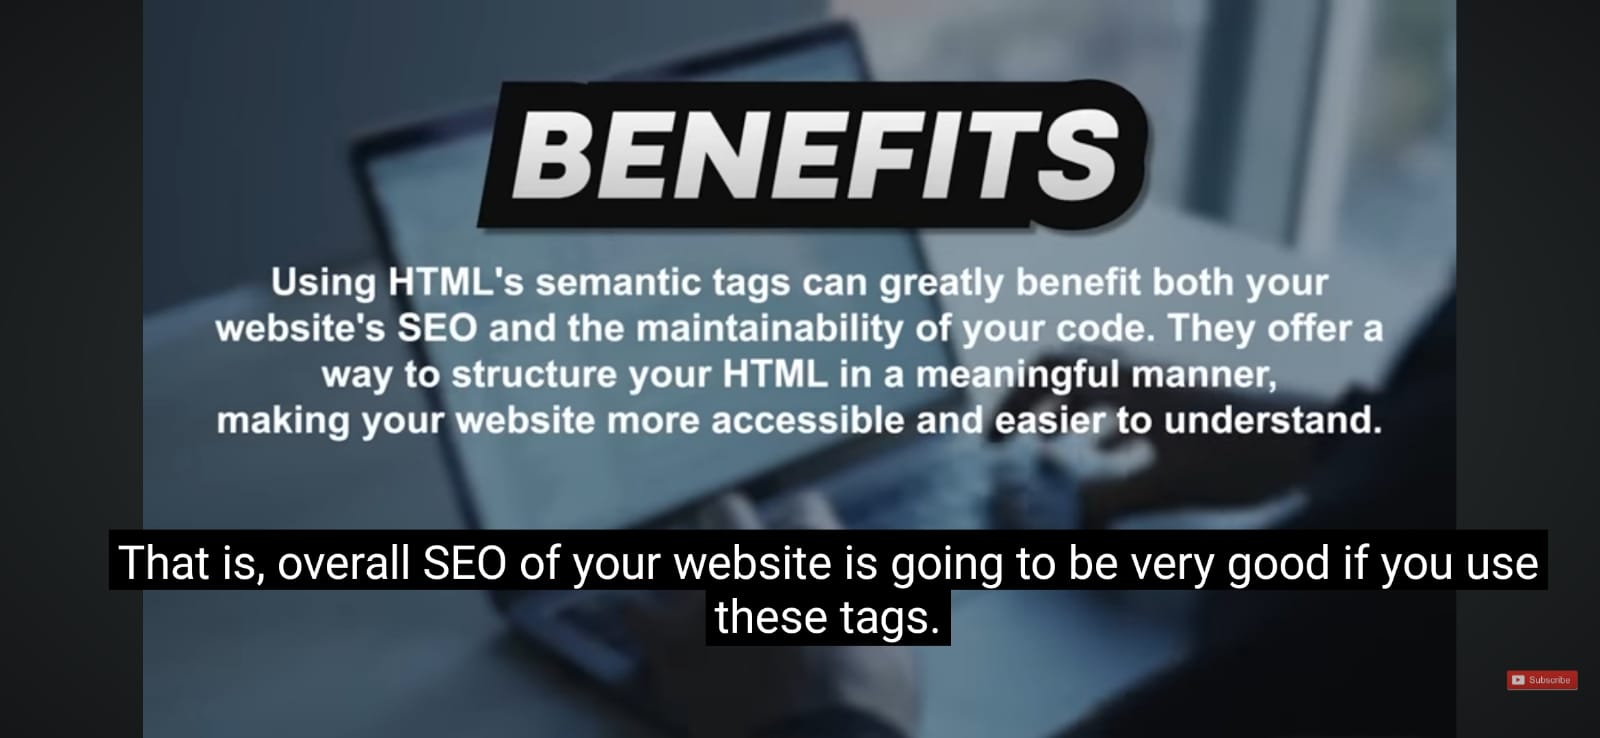 BENEFITS
Using HTML's semantic tags can greatly benefit both your
website's SEO and the maintainability of your code. They offer a
way to structure your HTML in a meaningful manner,
making your website more accessible and easier to understand.
That is, overall SEO of your website is going to be very good if you use
these tags.
Subscribe